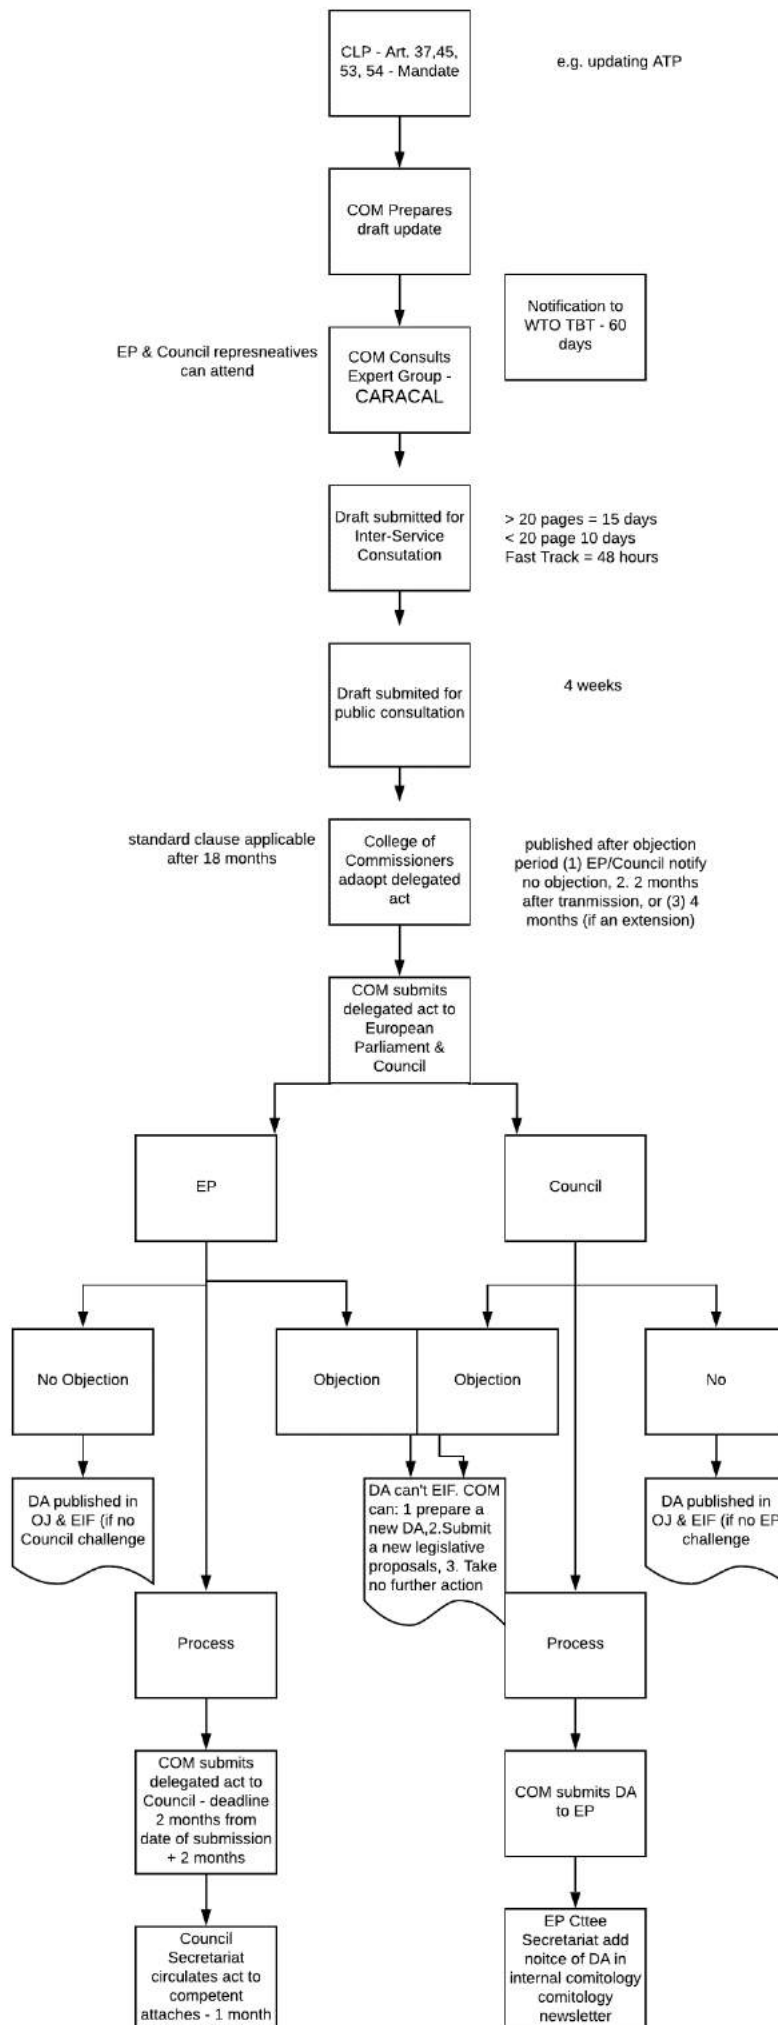 CLP - Art. 37,45,
53, 54 - Mandate
e.g. updating ATP
COM Prepares
draft update
Notification to
WTO TBT - 60
days
EP & Council represneatives
can attend
COM Consults
Expert Group -
CARACAL
Draft submitted for
Inter-Service
Consutation
> 20 pages = 15 days
< 20 page 10 days
Fast Track = 48 hours
Draft submited for
public consultation
4 weeks
standard clause applicable
after 18 months
College of
Commissioners
adaopt delegated
act
published after objection
period (1) EP/Council notify
no objection, 2. 2 months
after tranmission, or (3) 4
months (if an extension)
COM submits
delegated act to
European
Parliament &
Council
EP
Council
No Objection
Objection
Objection
No
DA published in
OJ & EIF (if no
Council challenge
DA can't EIF. COM
can: 1 prepare a
new DA,2.Submit
a new legislative
proposals, 3. Take
no further action
DA published in
OJ & EIF (if no EP
challenge
Process
Process
COM submits
delegated act to
Council - deadline
2 months from
date of submission
+ 2 months
COM submits DA
to EP
Council
Secretariat
circulates act to
competent
attaches - 1 month
EP Cttee
Secretariat add
noitce of DA in
internal comitology
comitology
newsletter